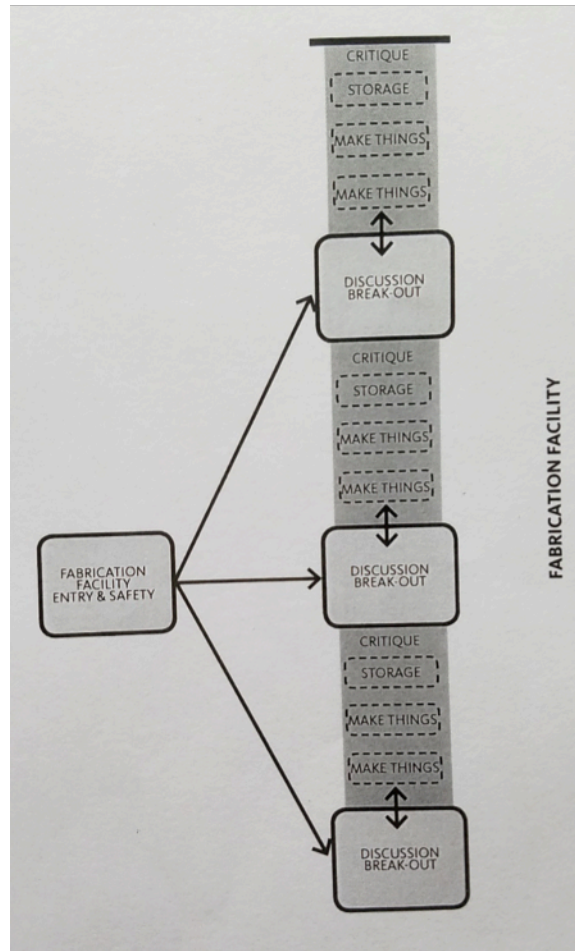 CRITIQUE
STORAGE
MAKE THINGS
MAKE THINGS
DISCUSSION
BREAK-OUT
CRITIQUE
STORAGE
MAKE THINGS
MAKE THINGS
FABRICATION
FACILITY
ENTRY & SAFETY
DISCUSSION
BREAK-OUT
CRITIQUE
STORAGE
MAKE THINGS
MAKE THINGS
DISCUSSION
BREAK-OUT
FABRICATION FACILITY